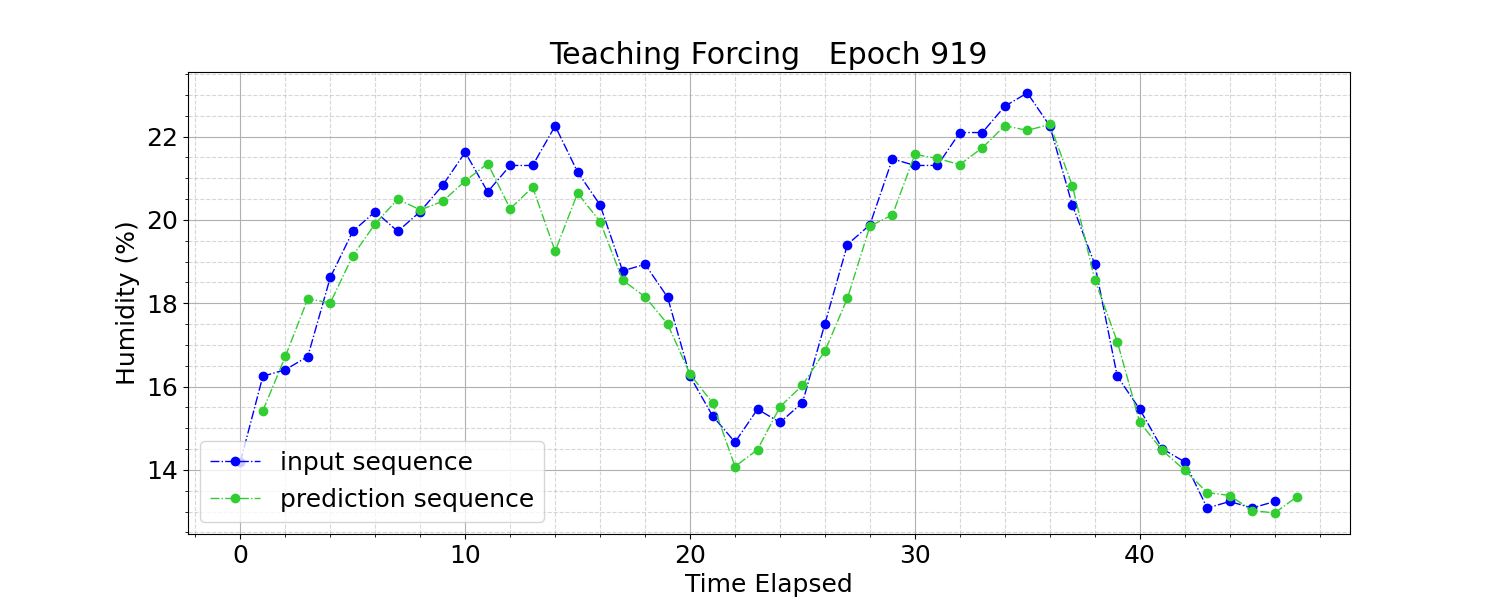 Teaching Forcing   Epoch 919
Humidity (%)
22
20
18
16
14
input sequence
prediction sequence
0 10 20 30 40
Time Elapsed